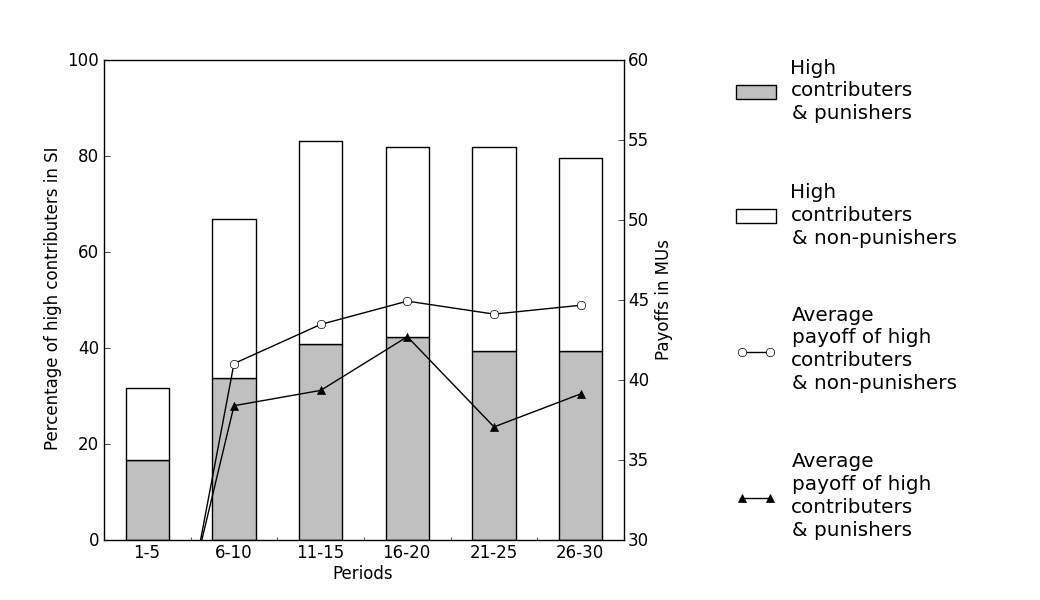 100
80
60
40
20
0
Percentage of high contributers in SI
1-5
6-10
11-15
16-20
21-25
26-30
Periods
60
55
50
45
40
35
30
Payoffs in MUs
High
contributers
& punishers
High
contributers
& non-punishers
Average
payoff of high
contributers
& non-punishers
Average
payoff of high
contributers
& punishers